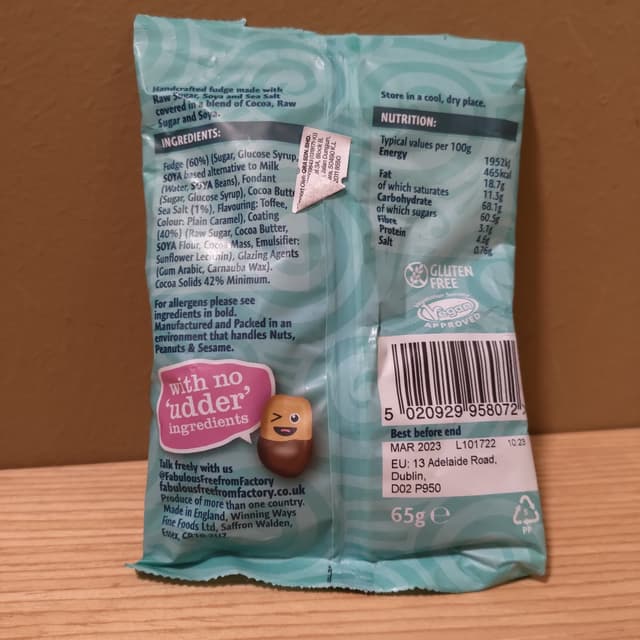 Handcrafted fudge made with
Raw Sugar, Soya and Sea Salt
covered in a blend of Cocoa, Raw
Sugar and Soya.
INGREDIENTS:
Fudge (60%) (Sugar, Glucose Syrup,
SOYA based alternative to Milk
(Water, SOYA Beans), Fondant
(Sugar, Glucose Syrup), Cocoa
Sea Salt (1%), Flavouring: Toffee,
Colour: Plain Caramel), Coating
(40%) (Raw Sugar, Cocoa Butter,
SOYA Flour, Cocoa Mass, Emulsifier:
Sunflower Lecithin), Glazing Agents
(Gum Arabic, Carnauba Wax).
Cocoa Solids 42% Minimum.
For allergens please see
ingredients in bold.
Manufactured and Packed in an
environment that handles Nuts,
Peanuts & Sesame.
with no
'udder'
ingredients
Talk freely with us
@FabulousFreefromFactory
fabulousfreefromfactory.co.uk
Produce of more than one country.
Made in England, Winning Ways
Fine Foods Ltd, Saffron Walden,
Essex,
Store in a cool, dry place.
NUTRITION:
Typical values per 100g
Energy 1952kJ
465kcal
Fat 18.7g
of which saturates 11.3g
Carbohydrate 68.1g
of which sugars 60.5g
Fibre 3.1g
Protein 4.6g
Salt 0.76g
GLUTEN
FREE
Vegan
APPROVED
5 020929 958072
Best before end
MAR 2023 L101722 10:23
EU: 13 Adelaide Road,
Dublin,
D02 P950
65g ℮
PP